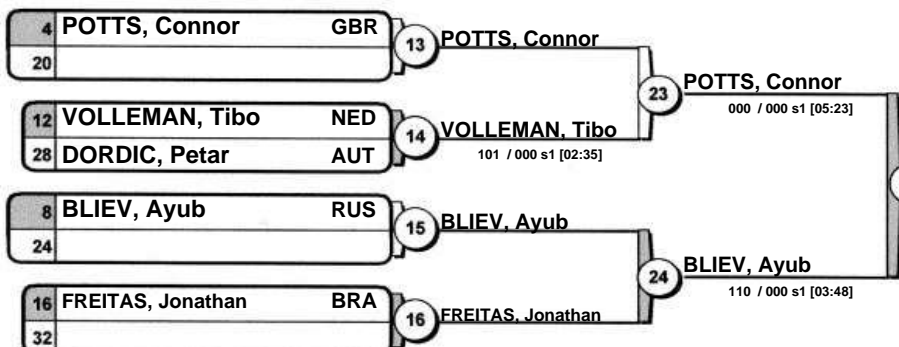 4 POTTS, Connor GBR
20
13
POTTS, Connor
12 VOLLEMAN, Tibo NED
28 DORDIC, Petar AUT
14
VOLLEMAN, Tibo
101 / 000 s1 [02:35]
23
POTTS, Connor
000 / 000 s1 [05:23]
8 BLIEV, Ayub RUS
24
15
BLIEV, Ayub
16 FREITAS, Jonathan BRA
32
16
FREITAS, Jonathan
24
BLIEV, Ayub
110 / 000 s1 [03:48]